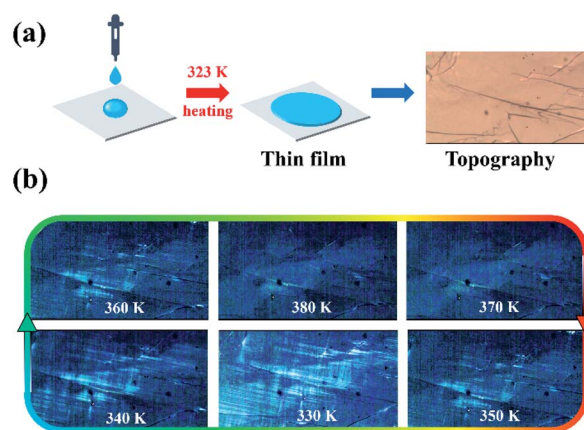 (a)
323 K
heating
Thin film
Topography
(b)
360 K
380 K
370 K
340 K
330 K
350 K